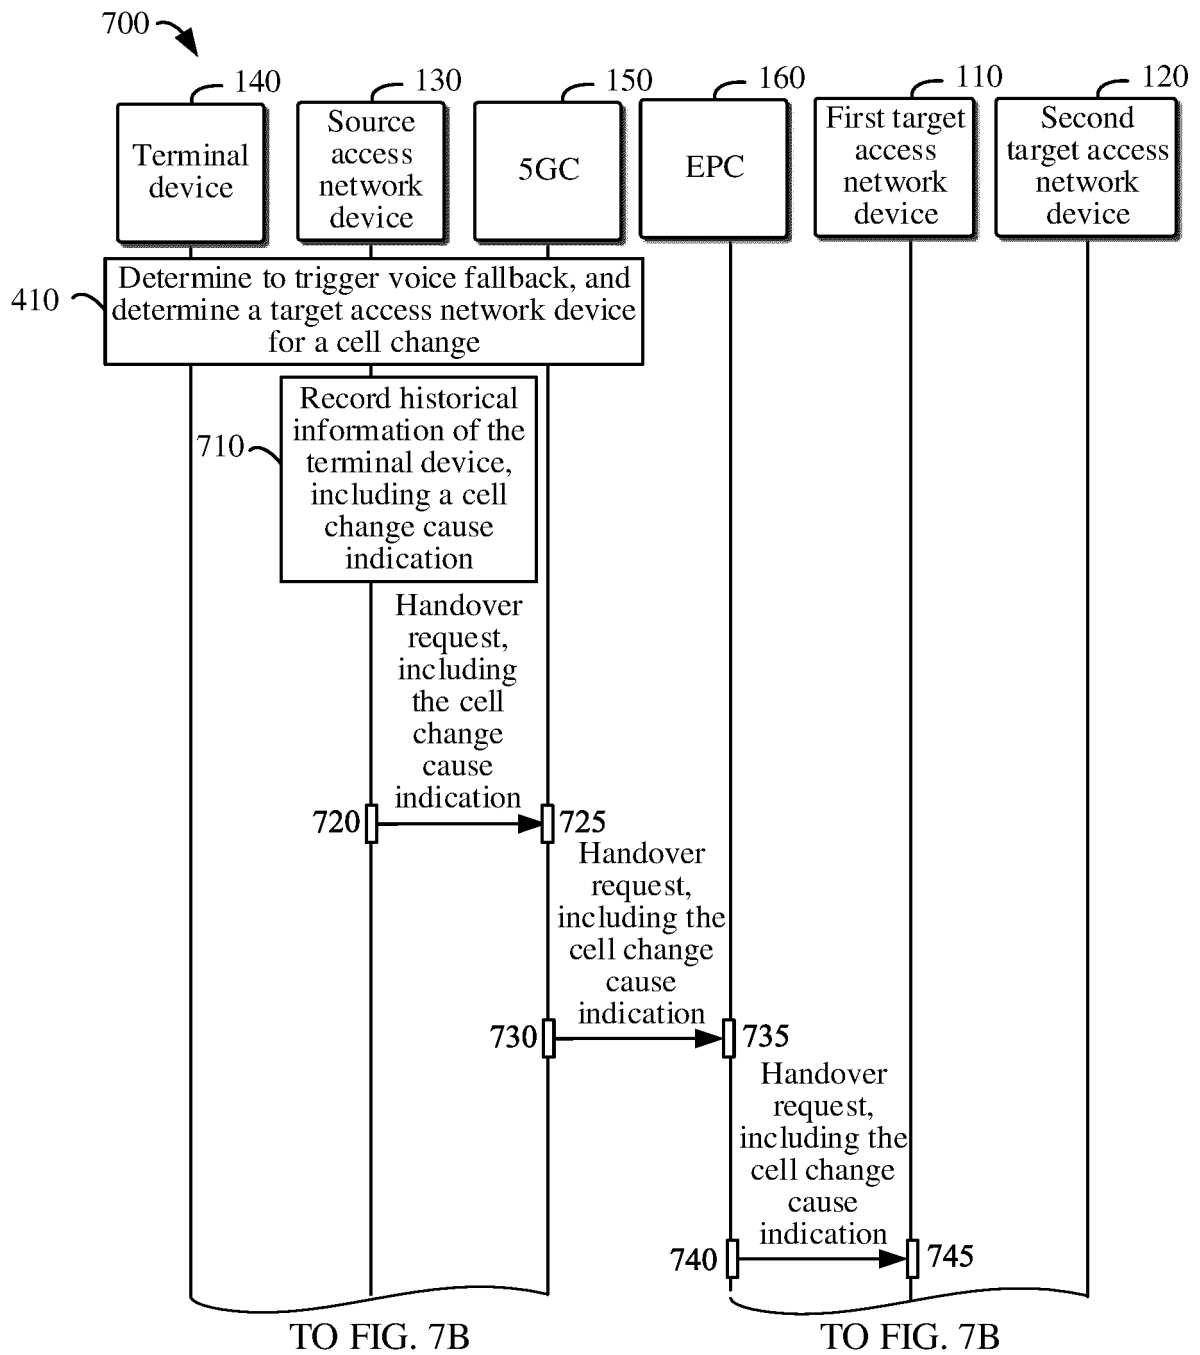 700
140
130
150
160
110
120
Terminal
device
Source
access
network
device
5GC
EPC
First target
access
network
device
Second
target access
network
device
410
Determine to trigger voice fallback, and
determine a target access network device
for a cell change
710
Record historical
information of the
terminal device,
including a cell
change cause
indication
Handover
request,
including
the cell
change
cause
indication
720
725
Handover
request,
including the
cell change
cause
indication
730
735
Handover
request,
including the
cell change
cause
indication
740
745
TO FIG. 7B
TO FIG. 7B